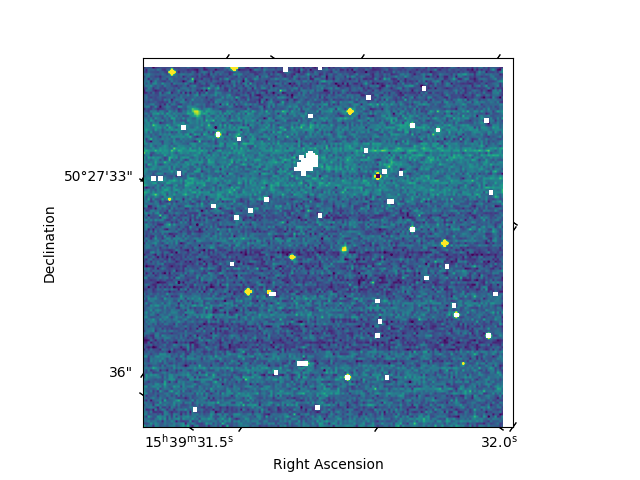 50°27'33"
Declination
36"
15ʰ39ᵐ31.5ˢ
32.0ˢ
Right Ascension